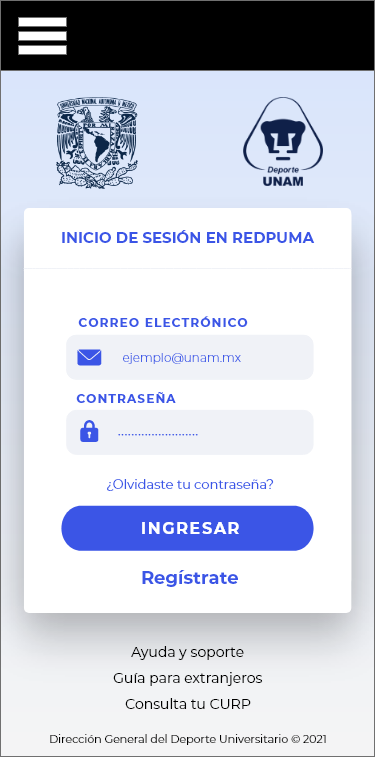 UNIVERSIDAD NACIONAL AUTÓNOMA DE MÉXICO
Deporte
UNAM
INICIO DE SESIÓN EN REDPUMA
CORREO ELECTRÓNICO
ejemplo@unam.mx
CONTRASEÑA
¿Olvidaste tu contraseña?
INGRESAR
Regístrate
Ayuda y soporte
Guía para extranjeros
Consulta tu CURP
Dirección General del Deporte Universitario © 2021